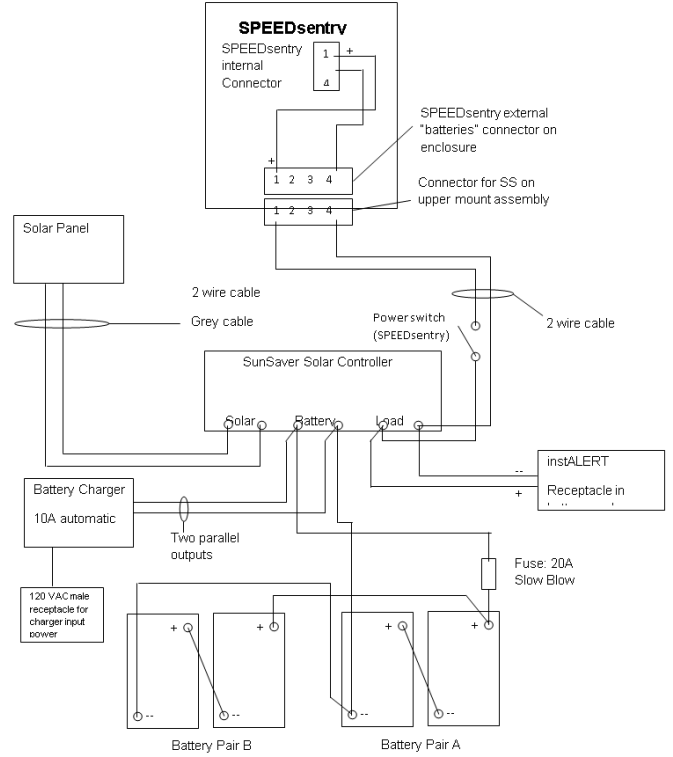 SPEEDsentry
SPEEDsentry
internal
Connector
1
+
4
SPEEDsentry external
"batteries" connector on
enclosure
+
1 2 3 4
Connector for SS on
upper mount assembly
1 2 3 4
Solar Panel
2 wire cable
Grey cable
Power switch
(SPEEDsentry)
2 wire cable
SunSaver Solar Controller
Solar Battery Load
instALERT
--
+
Receptacle in
Battery Charger
10A automatic
Two parallel
outputs
Fuse: 20A
Slow Blow
120 VAC male
receptacle for
charger input
power
+ + + +
-- -- -- --
Battery Pair B
Battery Pair A